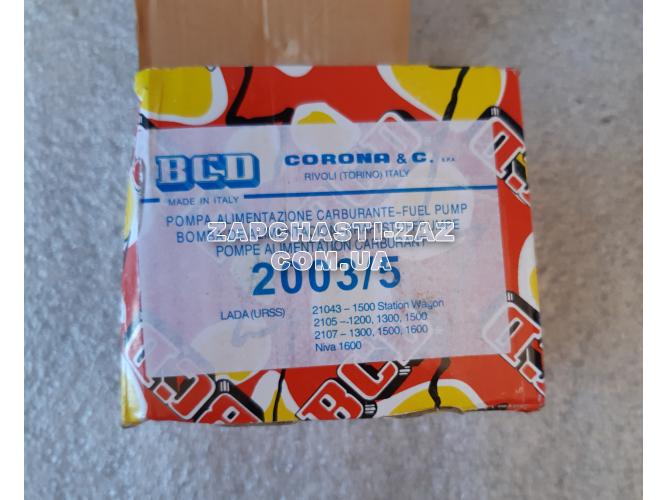 BCD
CORONA & C. S.P.A.
RIVOLI (TORINO) ITALY
MADE IN ITALY
POMPA ALIMENTAZIONE CARBURANTE-FUEL PUMP
ZAPCHASTI-ZAZ
POMPE ALIMENTATION CARBURANT
COM.UA
2003/5
LADA (URSS)
21043 - 1500 Station Wagon
2105 -- 1200, 1300, 1500
2107 - 1300, 1500, 1600
Niva 1600
BCD